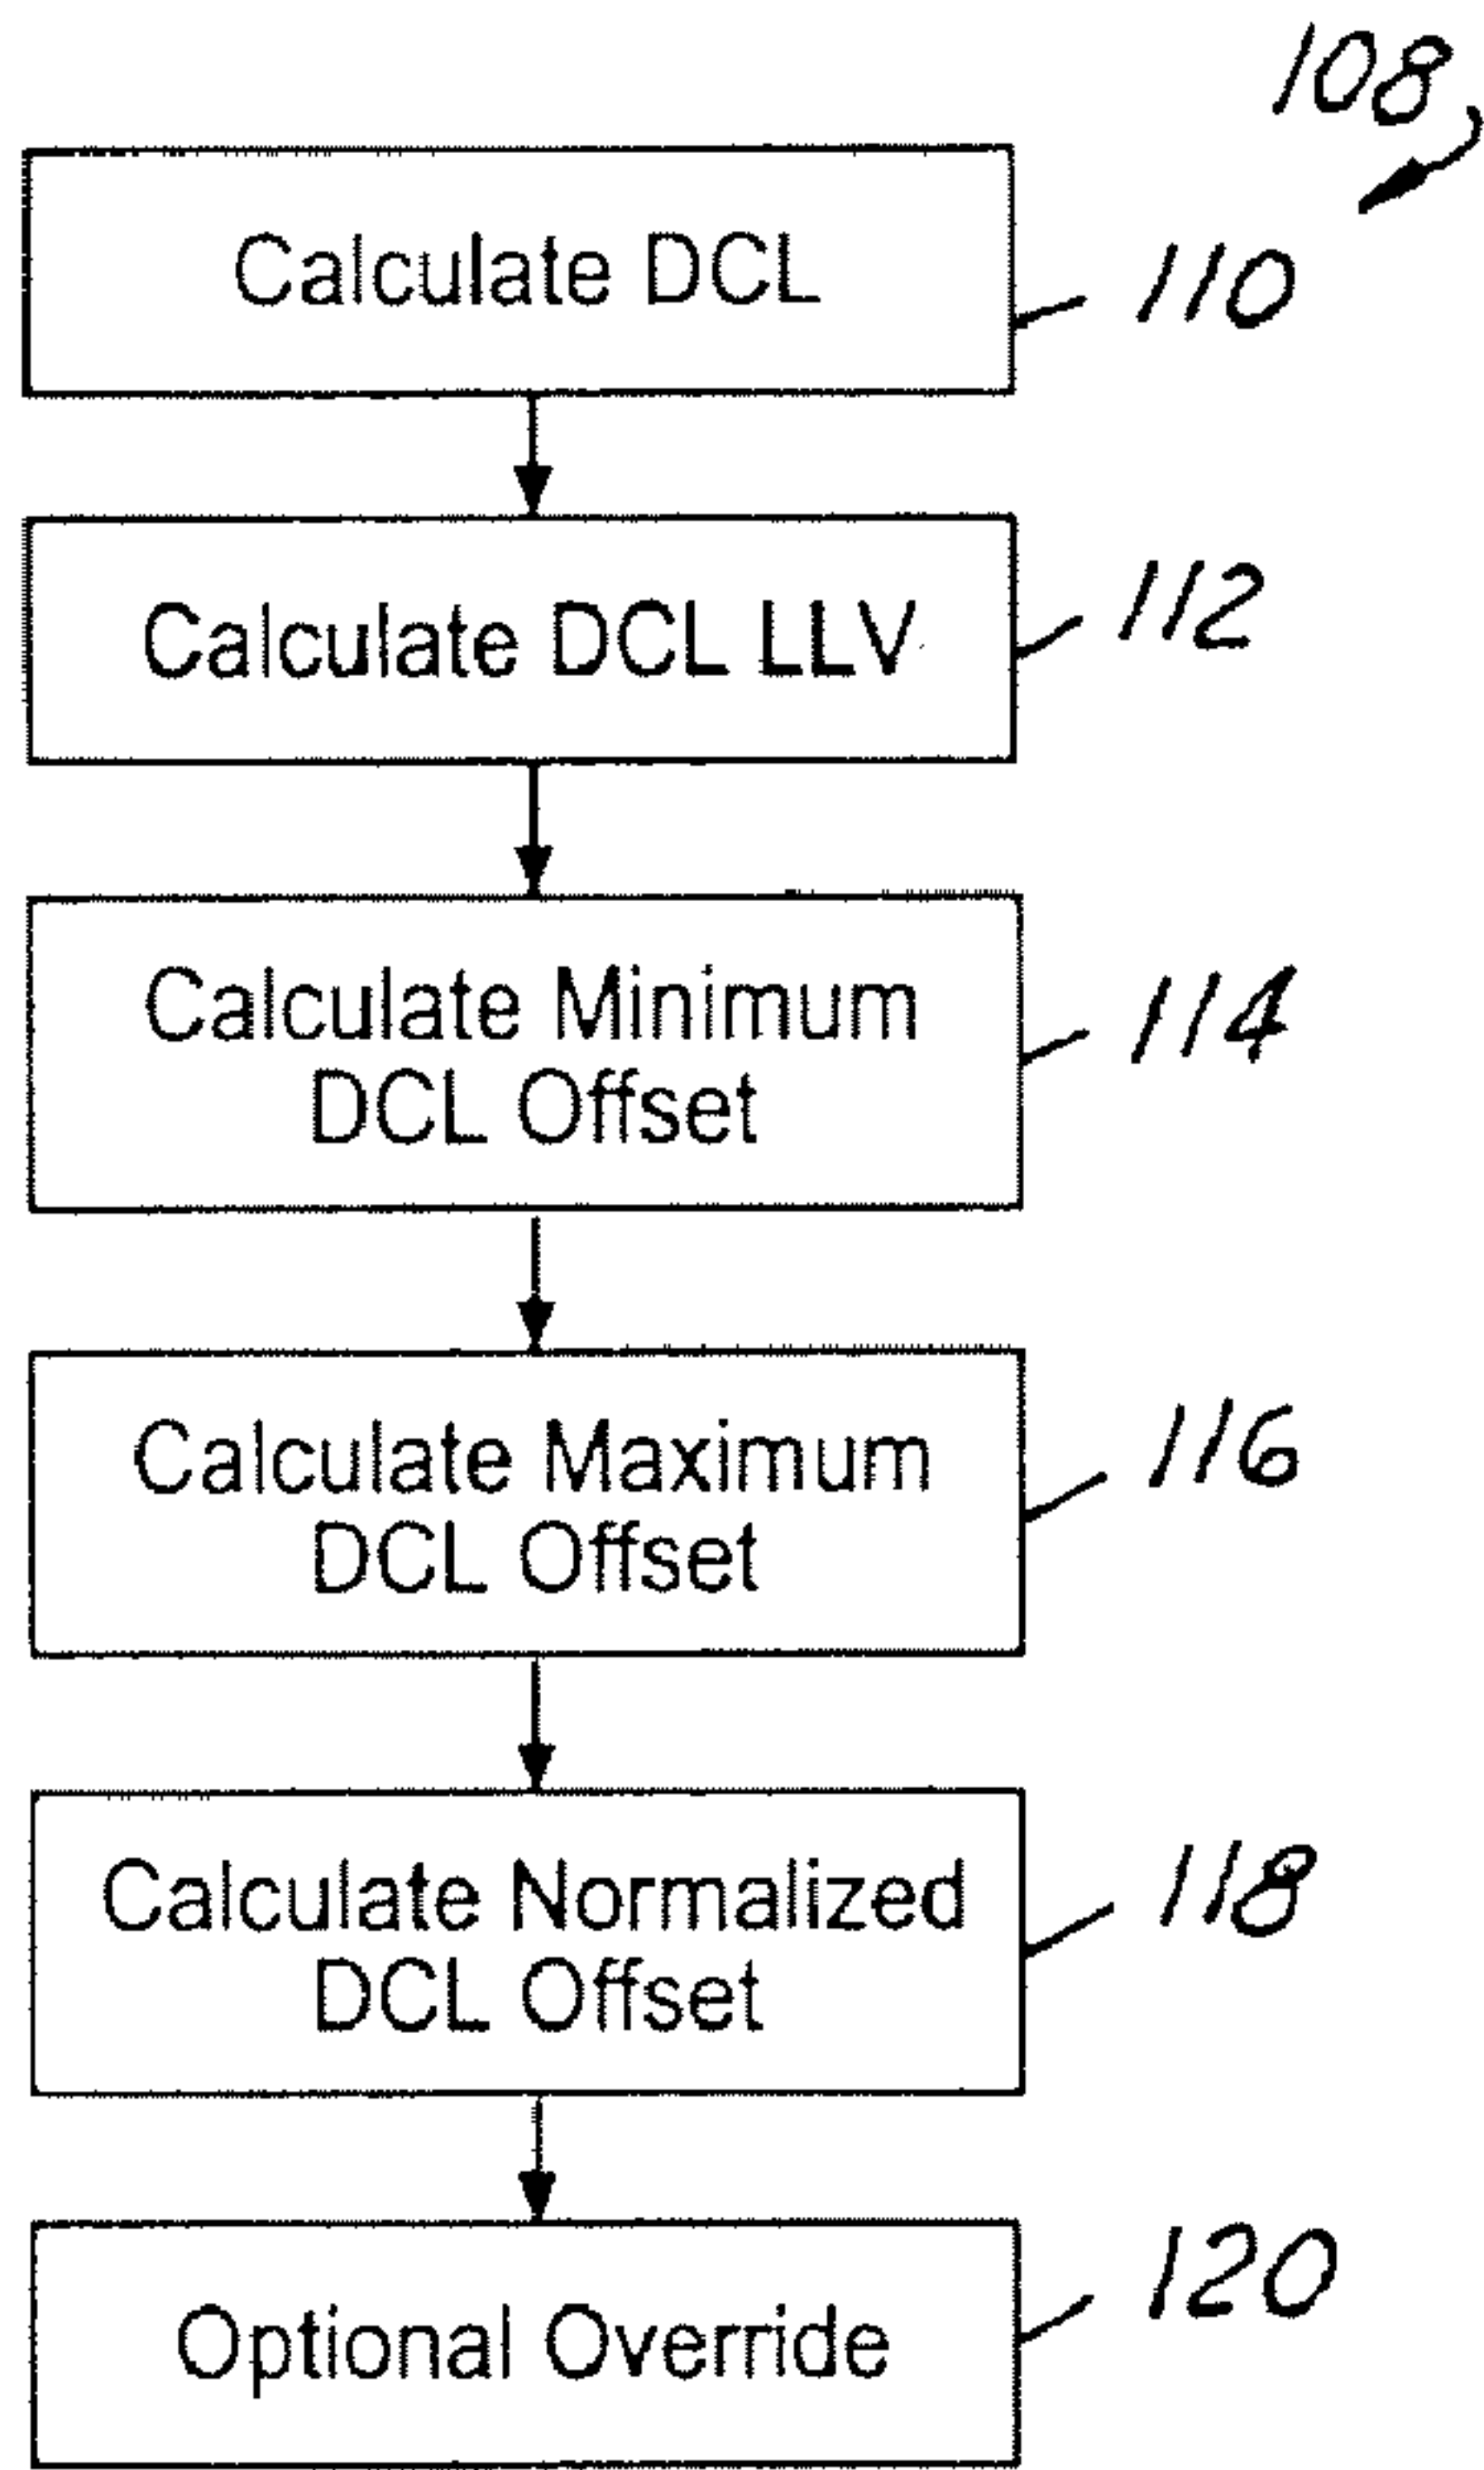 108
Calculate DCL
110
Calculate DCL LLV
112
Calculate Minimum
DCL Offset
114
Calculate Maximum
DCL Offset
116
Calculate Normalized
DCL Offset
118
Optional Override
120